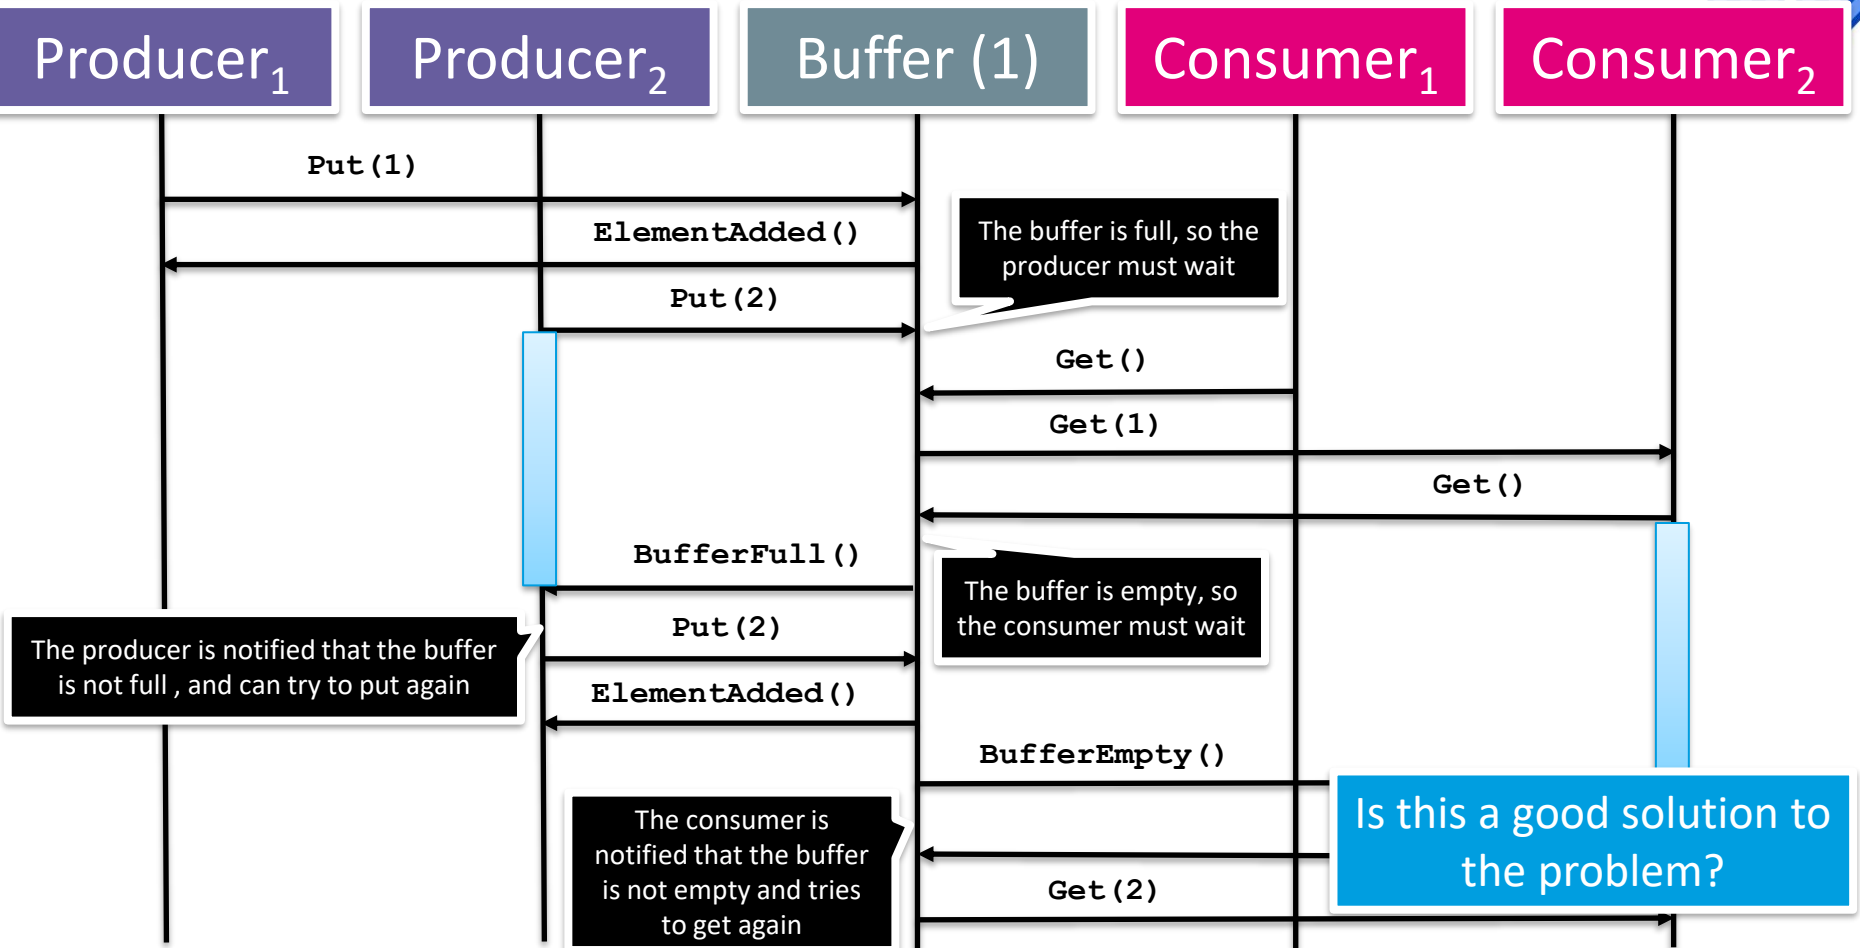 Producer1
Producer2
Buffer (1)
Consumer1
Consumer2
Put(1)
ElementAdded()
The buffer is full, so the
producer must wait
Put(2)
Get()
Get(1)
Get()
BufferFull()
The buffer is empty, so
the consumer must wait
Put(2)
The producer is notified that the buffer
is not full , and can try to put again
ElementAdded()
BufferEmpty()
Is this a good solution to
the problem?
The consumer is
notified that the buffer
is not empty and tries
to get again
Get(2)